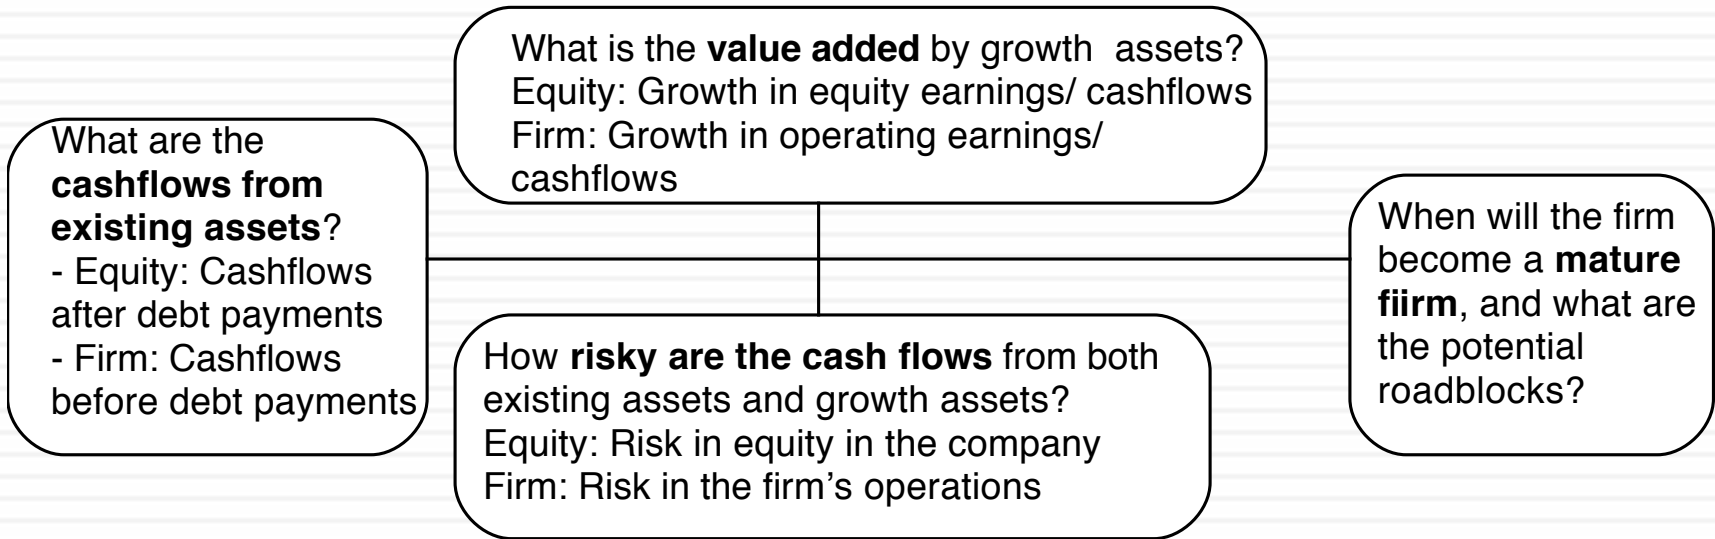 What is the value added by growth  assets?
Equity: Growth in equity earnings/ cashflows
Firm: Growth in operating earnings/
cashflows
What are the
cashflows from
existing assets?
- Equity: Cashflows
after debt payments
- Firm: Cashflows
before debt payments
When will the firm
become a mature
fiirm, and what are
the potential
roadblocks?
How risky are the cash flows from both
existing assets and growth assets?
Equity: Risk in equity in the company
Firm: Risk in the firm’s operations